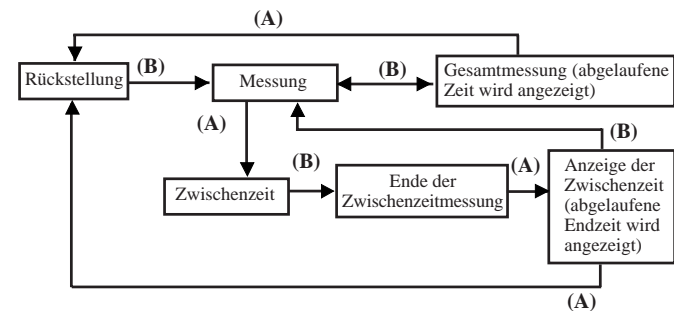 (A)
Rückstellung
(B)
Messung
(B)
Gesamtmessung (abgelaufene
Zeit wird angezeigt)
(A)
(B)
Zwischenzeit
(B)
Ende der
Zwischenzeitmessung
(A)
Anzeige der
Zwischenzeit
(abgelaufene
Endzeit wird
angezeigt)
(A)